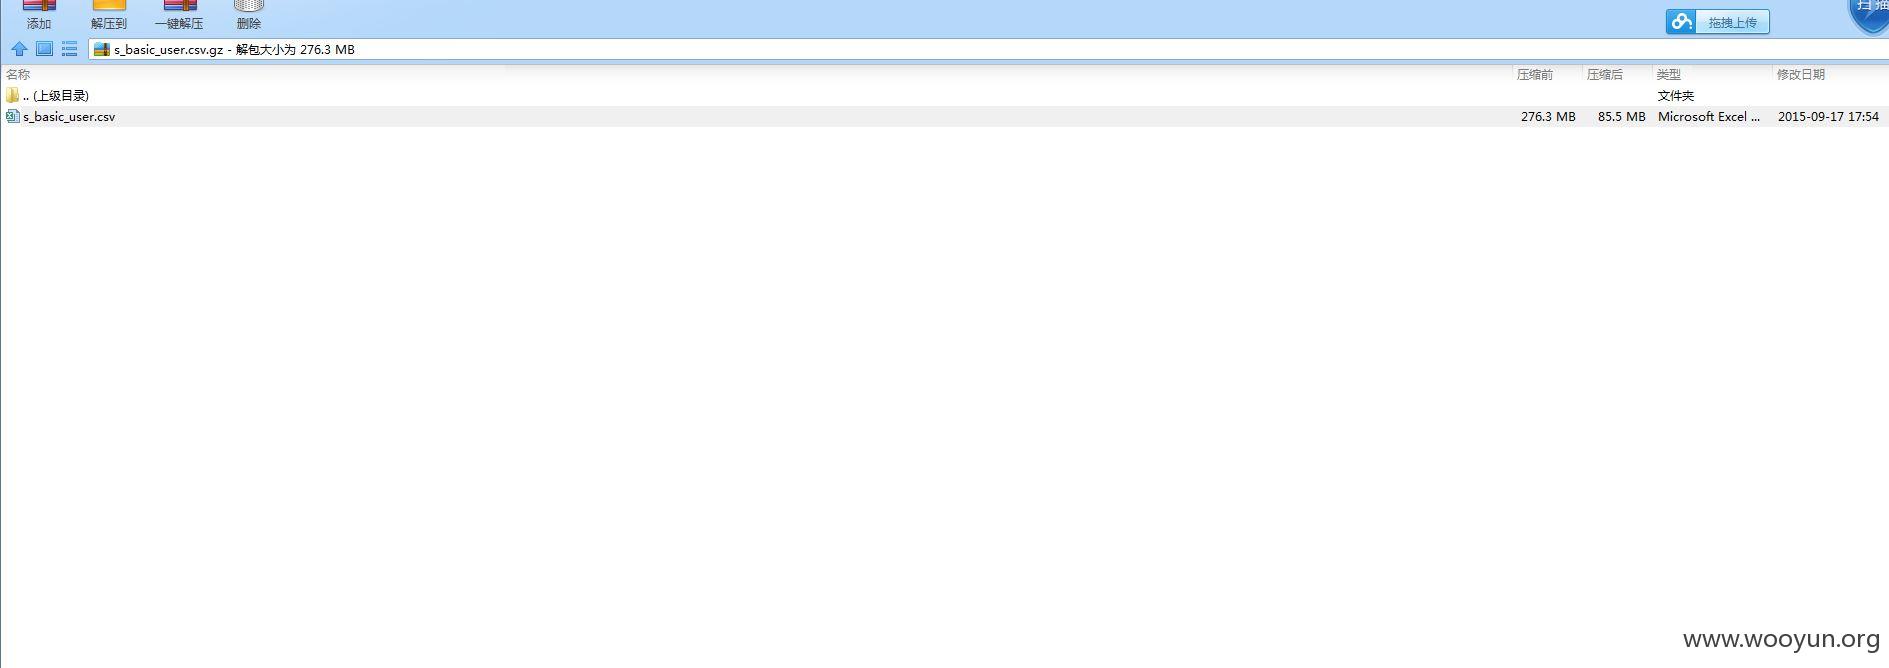 添加 解压到 一键解压 删除 拖拽上传 扫描
s_basic_user.csv.gz - 解包大小为 276.3 MB
名称 压缩前 压缩后 类型 修改日期
.. (上级目录) 文件夹
s_basic_user.csv 276.3 MB 85.5 MB Microsoft Excel ... 2015-09-17 17:54
www.wooyun.org